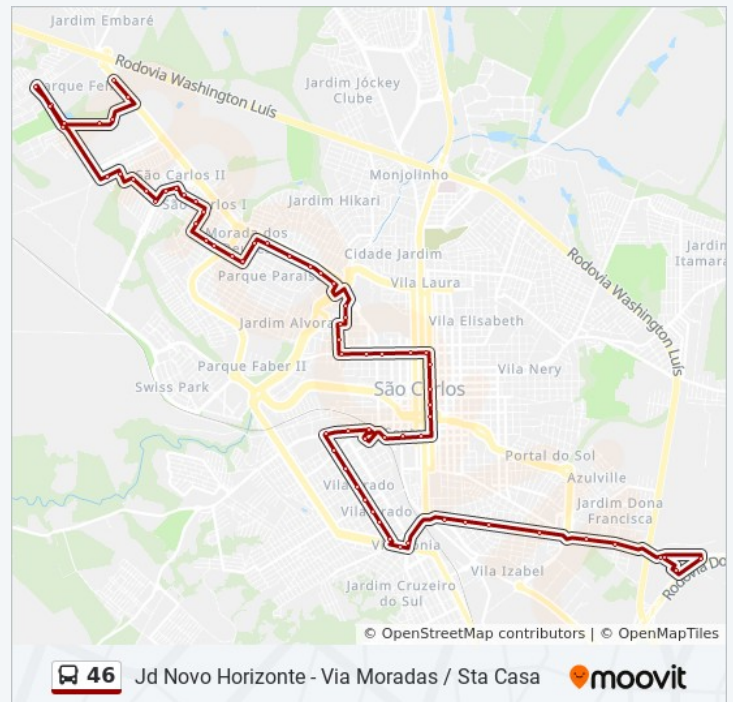 Jardim Embaré
Rodovia Washington Luís
Parque Fe
Jardim Jóckey
Clube
São Carlos II
Monjolinho
São Carlos I
Jardim Hikari
Morada dos
Cidade Jardim
Jardin
Itamara
Parque Paraís
Vila Laura
Rodovia Washington Luís
Jardim Alvora
Vila Elisabeth
Parque Faber II
Vila Nery
Swiss Park
São Carlos
Portal do Sol
Vila Prado
Azulville
Vila Prado
Jardim Dona
Francisca
Vila Izabel
Rodovia Do
Jardim Cruzeiro
do Sul
© OpenStreetMap contributors | © OpenMapTiles
46 Jd Novo Horizonte - Via Moradas / Sta Casa moovit